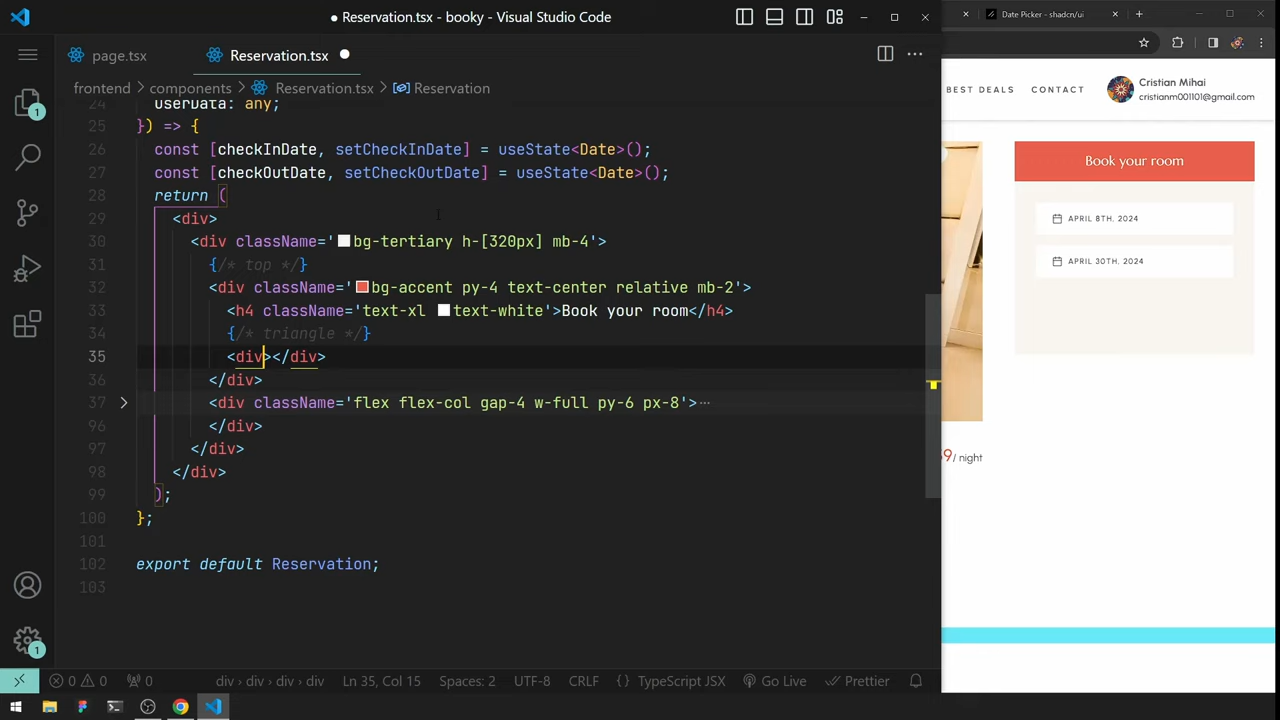 Reservation.tsx - booky - Visual Studio Code
Date Picker - shadcn/ui
page.tsx
Reservation.tsx
frontend > components > Reservation.tsx > Reservation
24 userData: any;
25 }) => {
26 const [checkInDate, setCheckInDate] = useState<Date>();
27 const [checkOutDate, setCheckOutDate] = useState<Date>();
28 return (
29 <div>
30 <div className='bg-tertiary h-[320px] mb-4'>
31 {/* top */}
32 <div className='bg-accent py-4 text-center relative mb-2'>
33 <h4 className='text-xl text-white'>Book your room</h4>
34 {/* triangle */}
35 <div></div>
36 </div>
37 <div className='flex flex-col gap-4 w-full py-6 px-8'>
96 </div>
97 </div>
98 </div>
99 );
100 };
101
102 export default Reservation;
103
BEST DEALS
CONTACT
Cristian Mihai
cristianm001101@gmail.com
Book your room
APRIL 8TH, 2024
APRIL 30TH, 2024
9/ night
1
1
0 0 0
div > div > div > div
Ln 35, Col 15
Spaces: 2
UTF-8
CRLF
{} TypeScript JSX
Go Live
Prettier